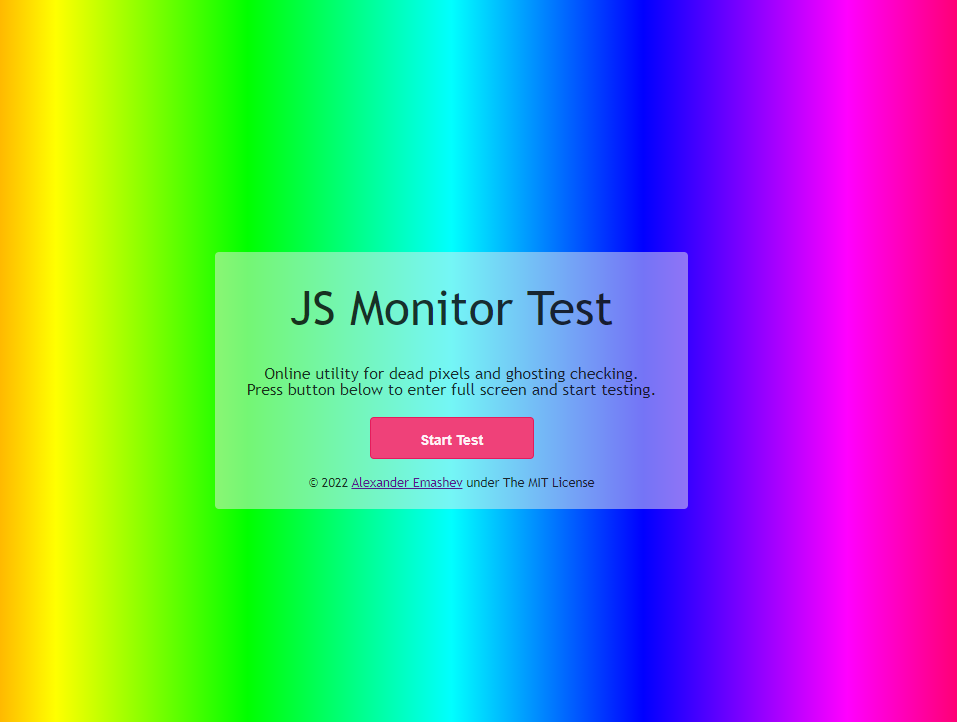 JS Monitor Test
Online utility for dead pixels and ghosting checking.
Press button below to enter full screen and start testing.
Start Test
© 2022 Alexander Emashev under The MIT License